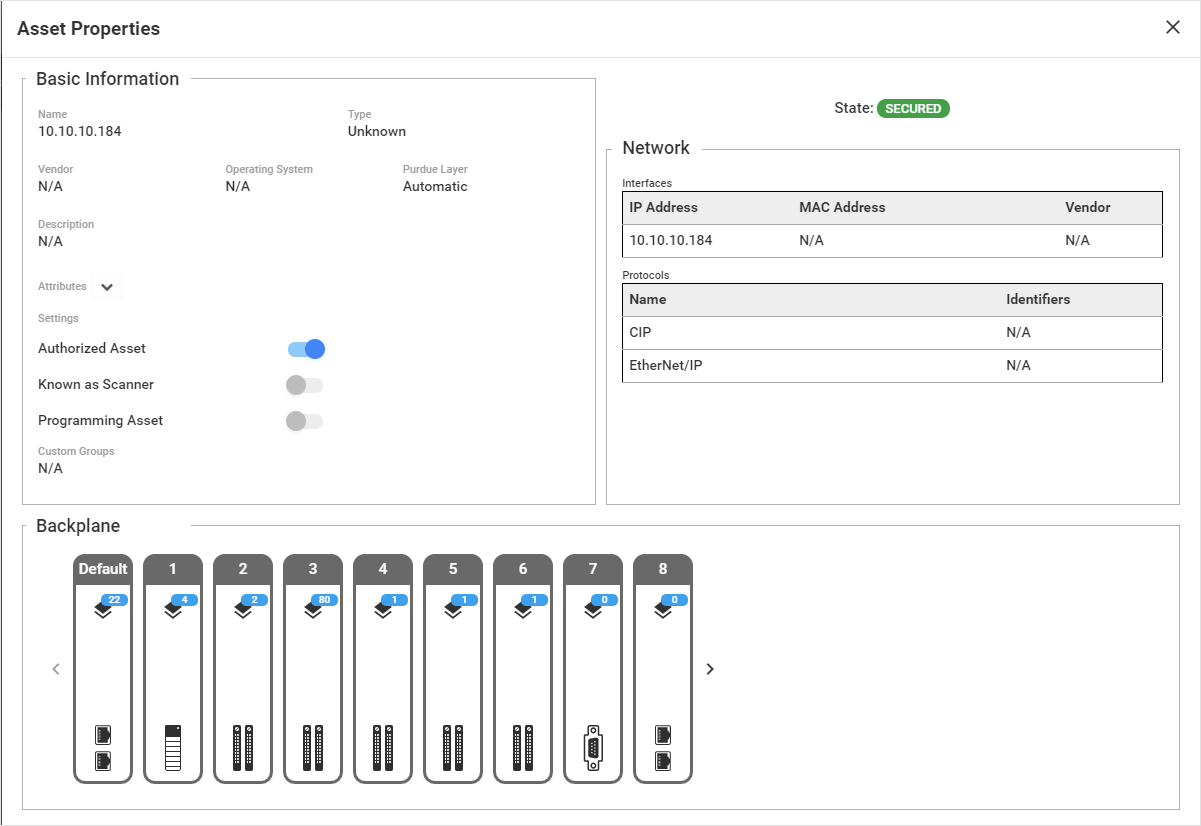 Asset Properties
Basic Information
Name
Type
10.10.10.184
Unknown
Vendor
Operating System
Purdue Layer
N/A
N/A
Automatic
Description
N/A
Attributes
Settings
Authorized Asset
Known as Scanner
Programming Asset
Custom Groups
N/A
State: SECURED
Network
Interfaces
IP Address MAC Address Vendor
10.10.10.184 N/A N/A
Protocols
Name Identifiers
CIP N/A
EtherNet/IP N/A
Backplane
Default 1 2 3 4 5 6 7 8
22 4 2 80 1 1 1 0 0